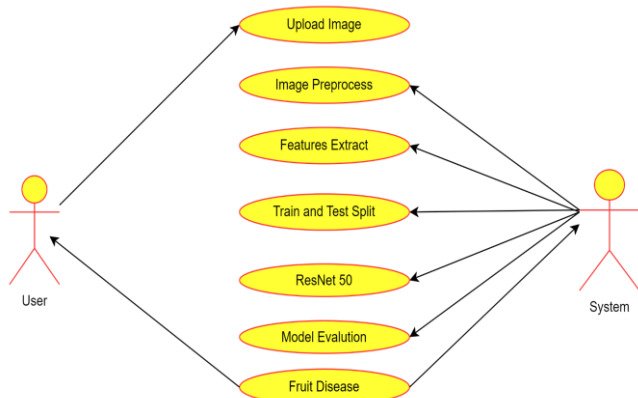 Upload Image
Image Preprocess
Features Extract
Train and Test Split
ResNet 50
User
System
Model Evalution
Fruit Disease